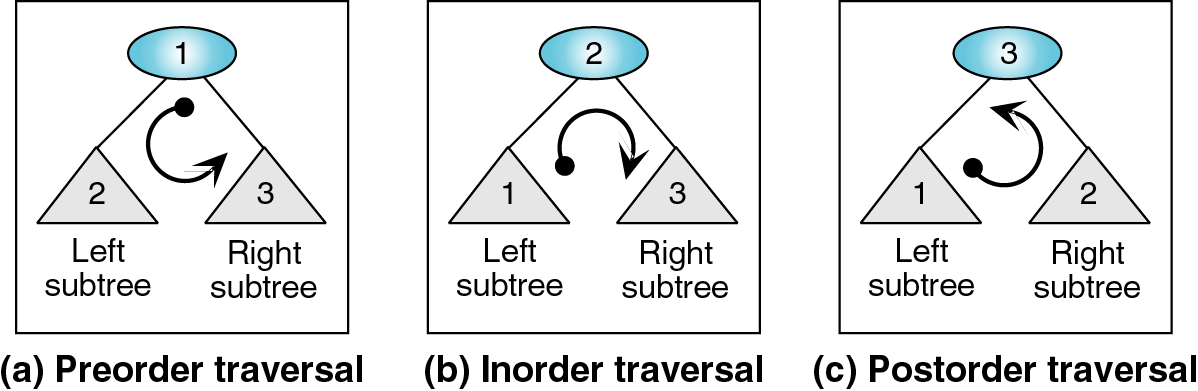 1
2
3
Left
subtree
Right
subtree
(a) Preorder traversal
2
1
3
Left
subtree
Right
subtree
(b) Inorder traversal
3
1
2
Left
subtree
Right
subtree
(c) Postorder traversal